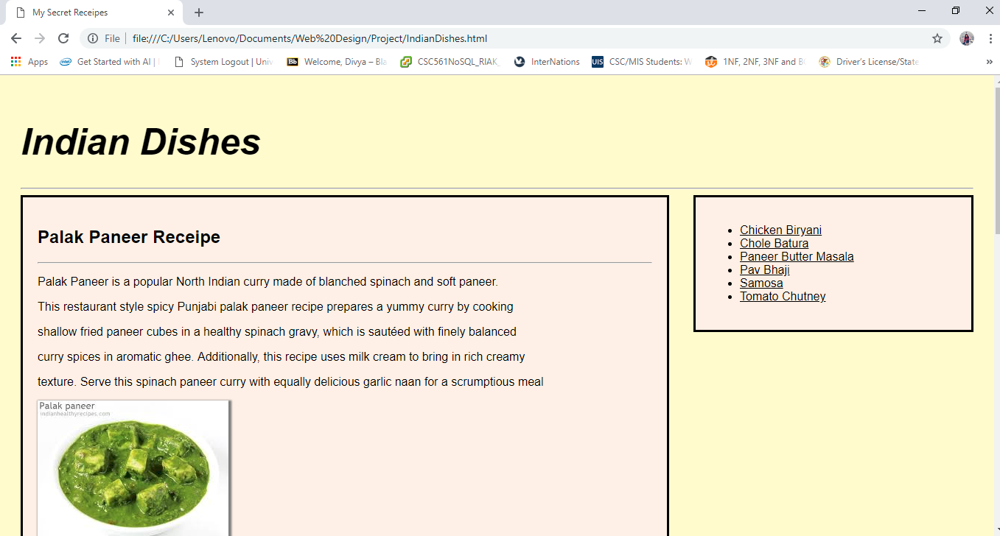 My Secret Receipes
File
file:///C:/Users/Lenovo/Documents/Web%20Design/Project/IndianDishes.html
Apps
Get Started with AI |
System Logout | Univ
Welcome, Divya – Bla
CSC561NoSQL_RIAK_
InterNations
UIS
CSC/MIS Students: W
1NF, 2NF, 3NF and BC
Driver's License/State
Bb
Indian Dishes
Palak Paneer Receipe
Palak Paneer is a popular North Indian curry made of blanched spinach and soft paneer.
This restaurant style spicy Punjabi palak paneer recipe prepares a yummy curry by cooking
shallow fried paneer cubes in a healthy spinach gravy, which is sautéed with finely balanced
curry spices in aromatic ghee. Additionally, this recipe uses milk cream to bring in rich creamy
texture. Serve this spinach paneer curry with equally delicious garlic naan for a scrumptious meal
Palak paneer
indianhealthyrecipes.com
Chicken Biryani
Chole Batura
Paneer Butter Masala
Pav Bhaji
Samosa
Tomato Chutney